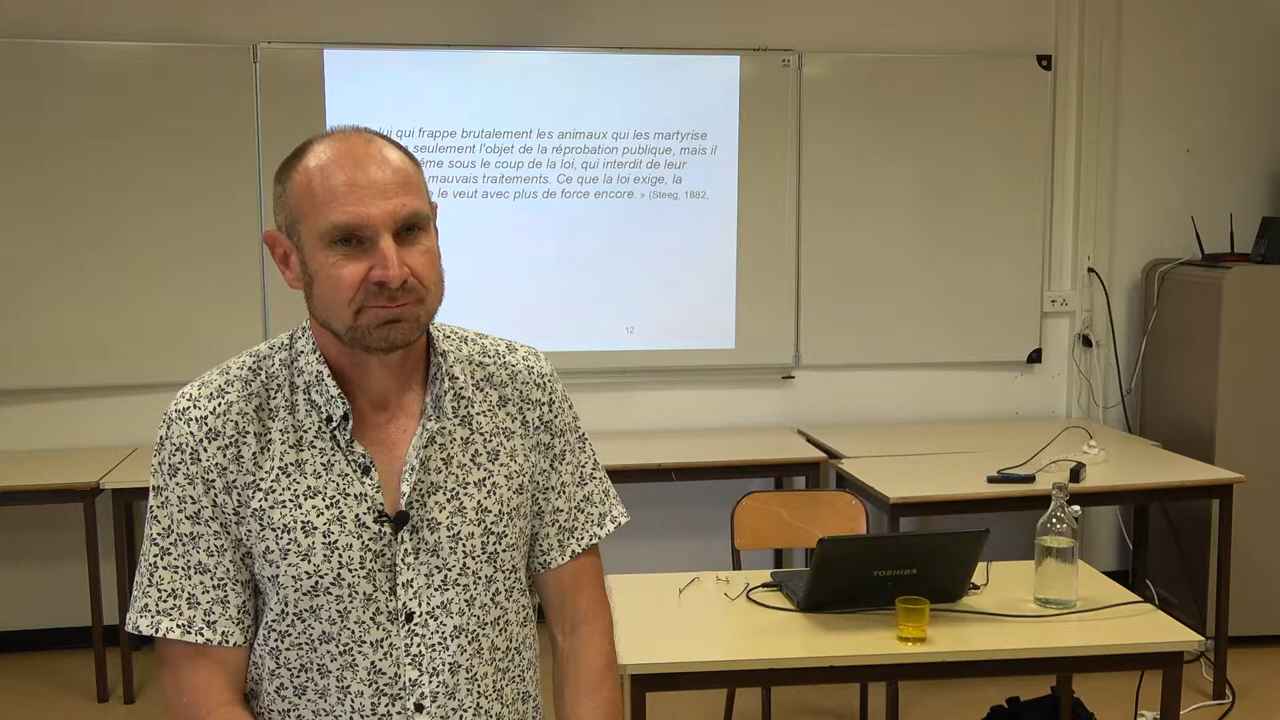 qui frappe brutalement les animaux qui les martyrise
seulement l'objet de la réprobation publique, mais il
sous le coup de la loi, qui interdit de leur
mauvais traitements. Ce que la loi exige, la
le veut avec plus de force encore. » (Steeg, 1882,
12
TOSHIBA